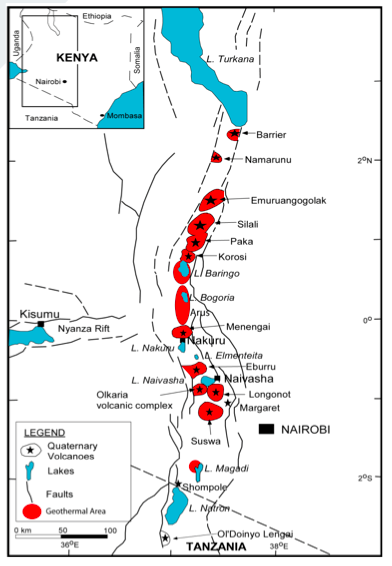 Ethiopia
Uganda
KENYA
Somalia
Nairobi
Tanzania
Mombasa
L. Turkana
Barrier
2°N
Namarunu
Emuruangogolak
Silali
Paka
Korosi
L. Baringo
L. Bogoria
Arus
Kisumu
0°
Nyanza Rift
Menengai
Nakuru
L. Nakuru
L. Elmenteita
Eburru
L. Naivasha
Naivasha
Olkaria
volcanic complex
Longonot
Margaret
NAIROBI
Suswa
LEGEND
Quaternary
Volcanoes
Lakes
Faults
Geothermal Area
0 km 50 100
L. Magadi
2°S
Shompole
L. Natron
Ol'Doinyo Lengai
TANZANIA
36°E
38°E